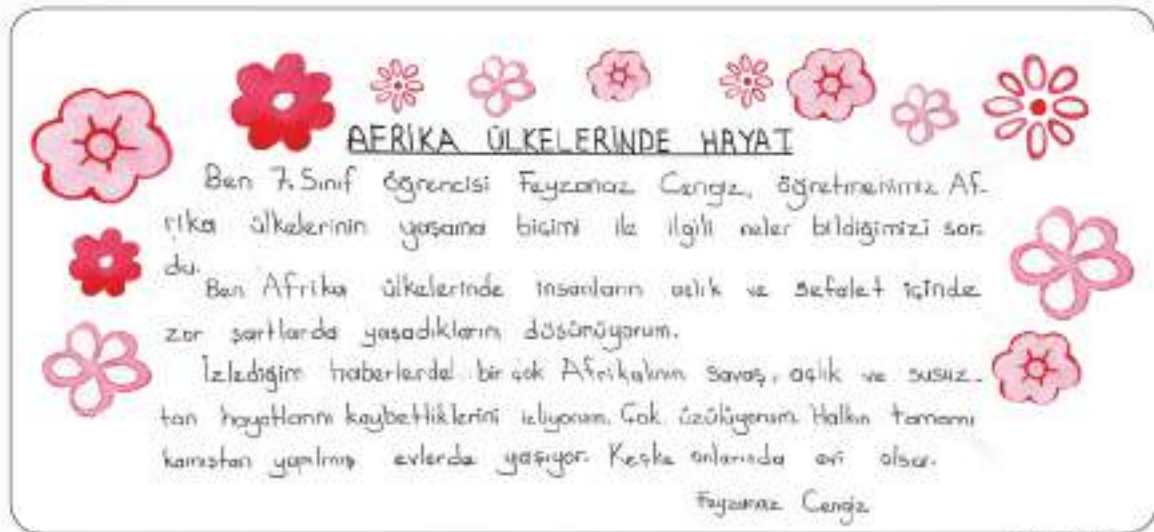 AFRİKA ÜLKELERİNDE HAYAT
Ben 7. Sınıf öğrencisi Feyzanaz Cengiz, öğretmenimiz Af-
rika ülkelerinin yaşama biçimi ile ilgili neler bildiğimizi sor
du.
Ben Afrika ülkelerinde insanların açlık ve sefalet içinde
zor şartlarda yaşadıklarını düşünüyorum.
İzlediğim haberlerdel bir çok Afrikalının savaş, açlık ve susuz-
tan hayatlarını kaybettiklerini izliyorum. Çok üzülüyorum. Halkın tamamı
kamıstan yapılmış evlerde yaşıyor. Keşke onlarında evi olsa.
Feyzanaz Cengiz